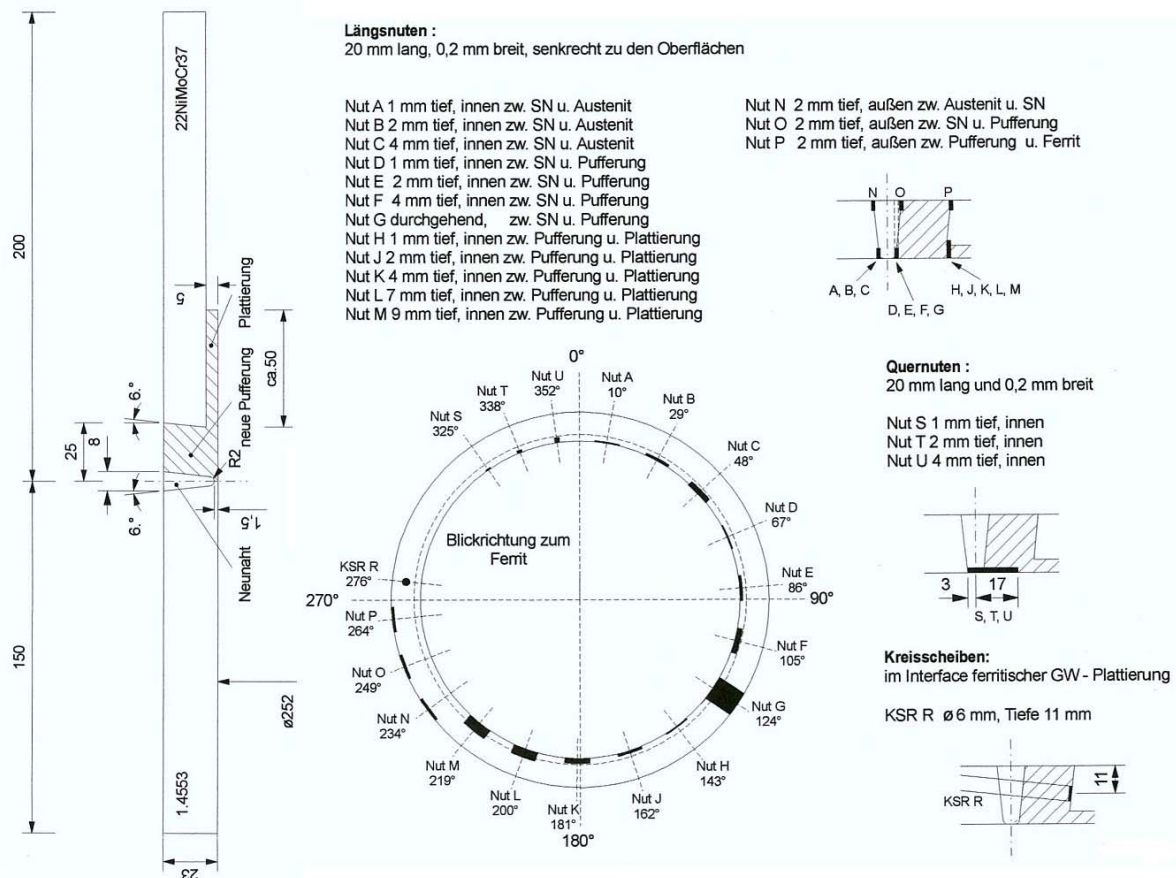 200
150
22NiMoCr37
1.4553
5
Plattierung
neue Pufferung
ca.50
6.°
25
8
R2
6.°
1,5
Neunaht
ø252
23
Längsnuten :
20 mm lang, 0,2 mm breit, senkrecht zu den Oberflächen
Nut A 1 mm tief, innen zw. SN u. Austenit
Nut B 2 mm tief, innen zw. SN u. Austenit
Nut C 4 mm tief, innen zw. SN u. Austenit
Nut D 1 mm tief, innen zw. SN u. Pufferung
Nut E 2 mm tief, innen zw. SN u. Pufferung
Nut F 4 mm tief, innen zw. SN u. Pufferung
Nut G durchgehend, zw. SN u. Pufferung
Nut H 1 mm tief, innen zw. Pufferung u. Plattierung
Nut J 2 mm tief, innen zw. Pufferung u. Plattierung
Nut K 4 mm tief, innen zw. Pufferung u. Plattierung
Nut L 7 mm tief, innen zw. Pufferung u. Plattierung
Nut M 9 mm tief, innen zw. Pufferung u. Plattierung
Nut N 2 mm tief, außen zw. Austenit u. SN
Nut O 2 mm tief, außen zw. SN u. Pufferung
Nut P 2 mm tief, außen zw. Pufferung u. Ferrit
N O P
A, B, C
D, E, F, G
H, J, K, L, M
0°
Nut A
10°
Nut B
29°
Nut C
48°
Nut D
67°
Nut E
86°
90°
Nut F
105°
Nut G
124°
Nut H
143°
Nut J
162°
Nut K
181°
180°
Nut L
200°
Nut M
219°
Nut N
234°
Nut O
249°
Nut P
264°
270°
KSR R
276°
Nut S
325°
Nut T
338°
Nut U
352°
Blickrichtung zum
Ferrit
Quernuten :
20 mm lang und 0,2 mm breit
Nut S 1 mm tief, innen
Nut T 2 mm tief, innen
Nut U 4 mm tief, innen
3 17
S, T, U
Kreisscheiben:
im Interface ferritischer GW - Plattierung
KSR R ø 6 mm, Tiefe 11 mm
11
KSR R